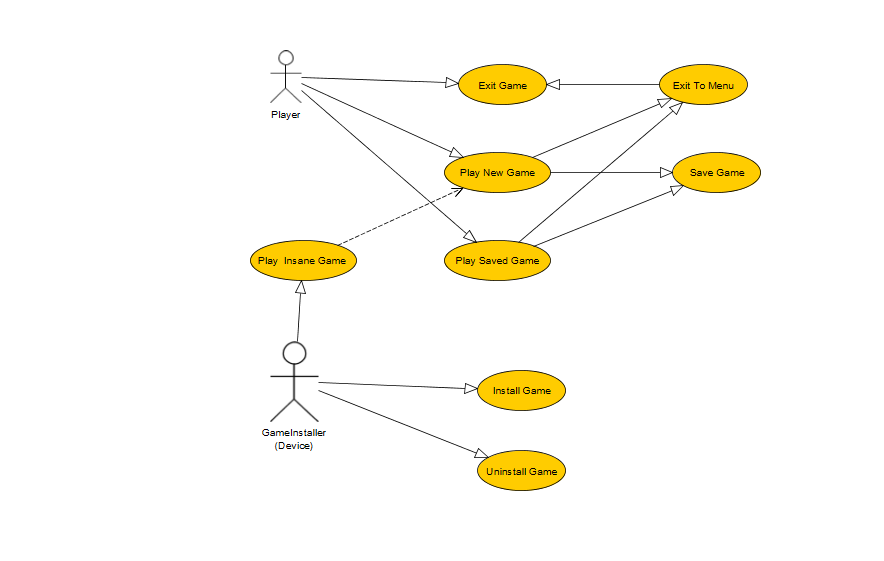 Exit Game
Exit To Menu
Player
Play New Game
Save Game
Play Insane Game
Play Saved Game
Install Game
GameInstaller
(Device)
Uninstall Game